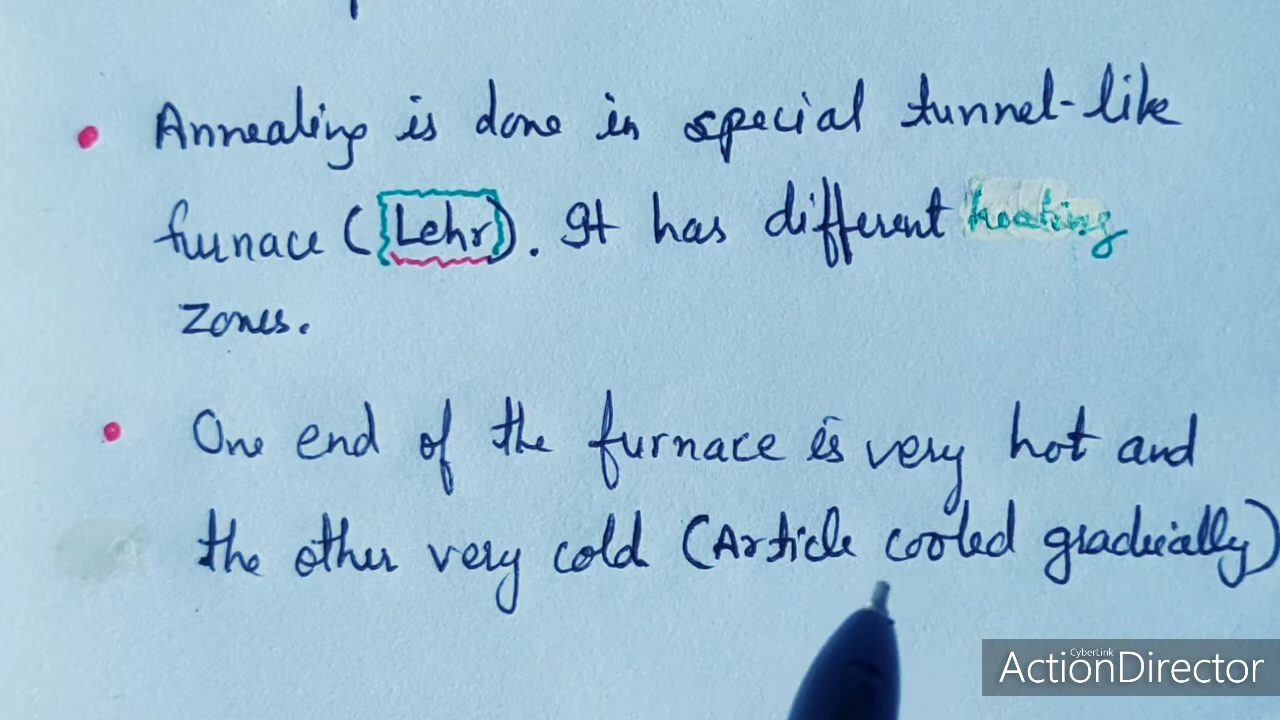 • Annealing is done in special tunnel-like
furnace (Lehr). It has different heating
zones.
• One end of the furnace is very hot and
the other very cold (Article cooled gradually)
CyberLink
ActionDirector